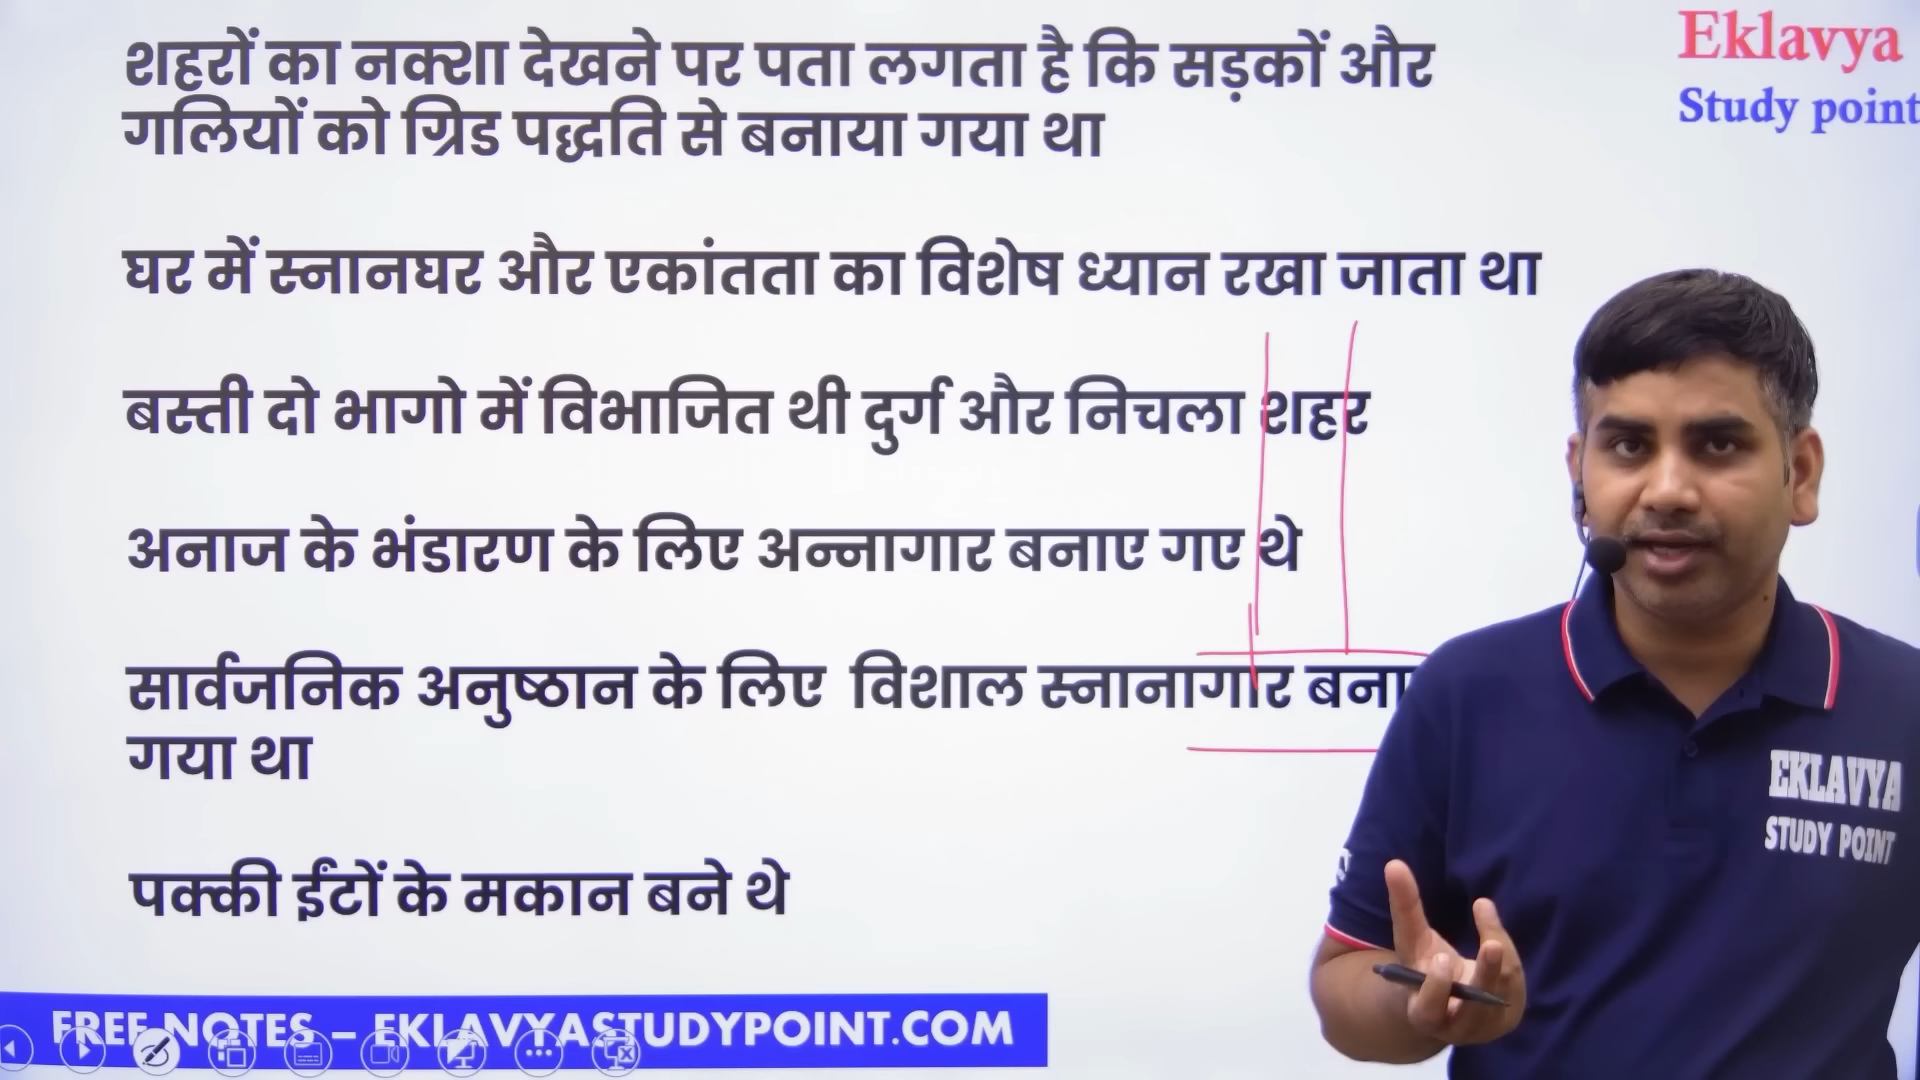 शहरों का नक्शा देखने पर पता लगता है कि सड़कों और
गलियों को ग्रिड पद्धति से बनाया गया था
घर में स्नानघर और एकांतता का विशेष ध्यान रखा जाता था
बस्ती दो भागो में विभाजित थी दुर्ग और निचला शहर
अनाज के भंडारण के लिए अन्नागार बनाए गए थे
सार्वजनिक अनुष्ठान के लिए विशाल स्नानागार बना
गया था
पक्की ईंटों के मकान बने थे
Eklavya
Study point
EKLAVYA
STUDY POINT
FREE NOTES – EKLAVYASTUDYPOINT.COM